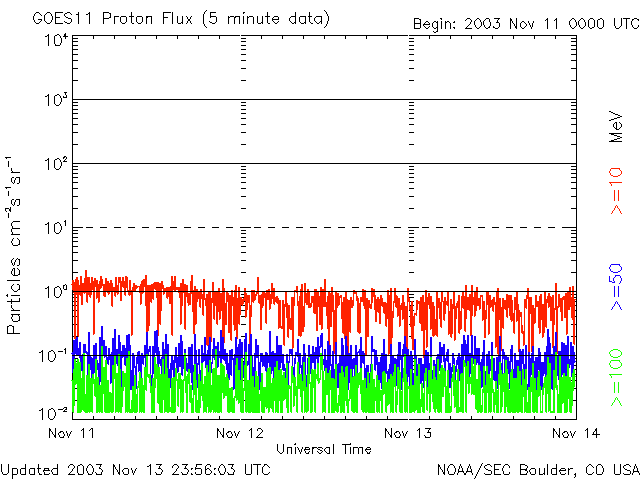 GOES11 Proton Flux (5 minute data)
Begin: 2003 Nov 11 0000 UTC
10⁴
10³
10²
10¹
10⁰
10⁻¹
10⁻²
Particles cm⁻²s⁻¹sr⁻¹
Nov 11
Nov 12
Nov 13
Nov 14
Universal Time
>=10
>=50
>=100
MeV
Updated 2003 Nov 13 23:56:03 UTC
NOAA/SEC Boulder, CO USA